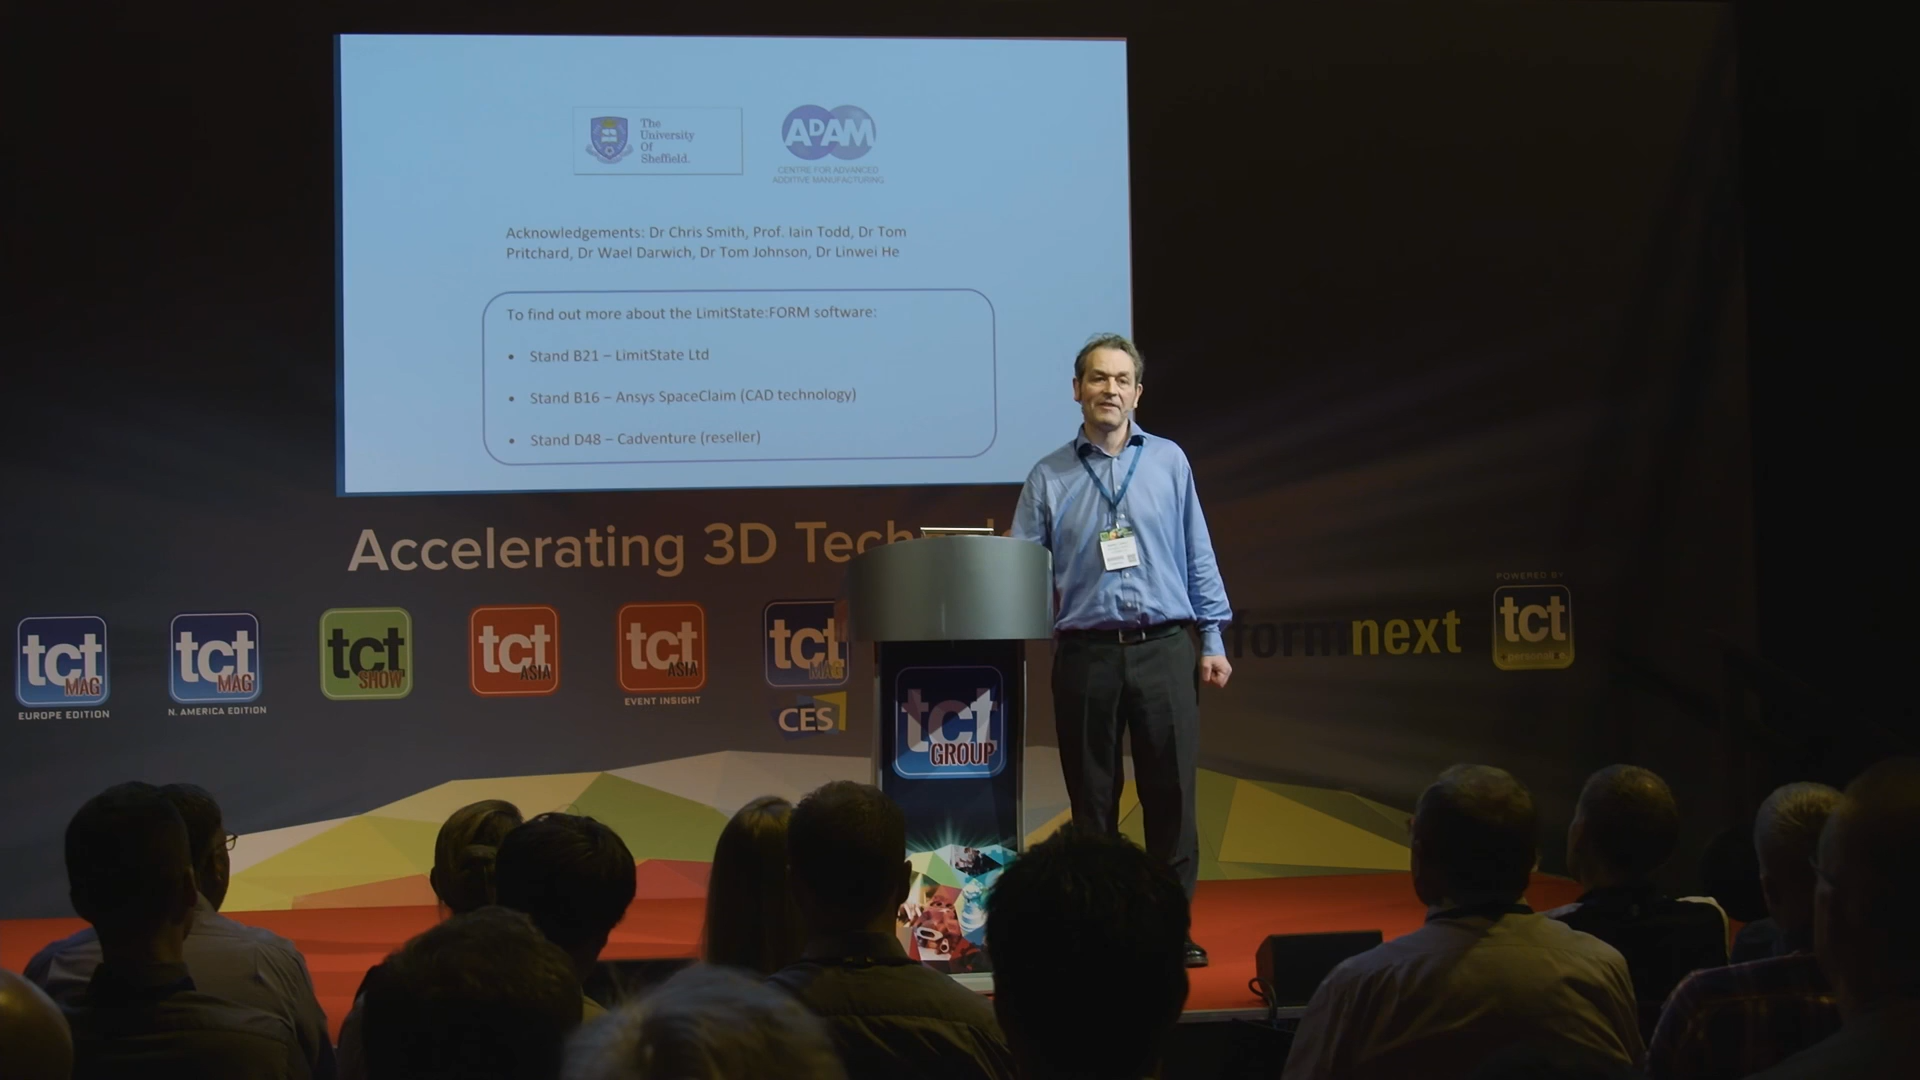 The
University
Of
Sheffield.
ADAM
CENTRE FOR ADVANCED
ADDITIVE MANUFACTURING
Acknowledgements: Dr Chris Smith, Prof. Iain Todd, Dr Tom
Pritchard, Dr Wael Darwich, Dr Tom Johnson, Dr Linwei He
To find out more about the LimitState:FORM software:
• Stand B21 – LimitState Ltd
• Stand B16 – Ansys SpaceClaim (CAD technology)
• Stand D48 – Cadventure (reseller)
Accelerating 3D Tech
tct
MAG
EUROPE EDITION
tct
MAG
N. AMERICA EDITION
tct
SHOW
tct
ASIA
tct
ASIA
EVENT INSIGHT
tct
MAG
CES
tct
GROUP
formnext
POWERED BY
tct